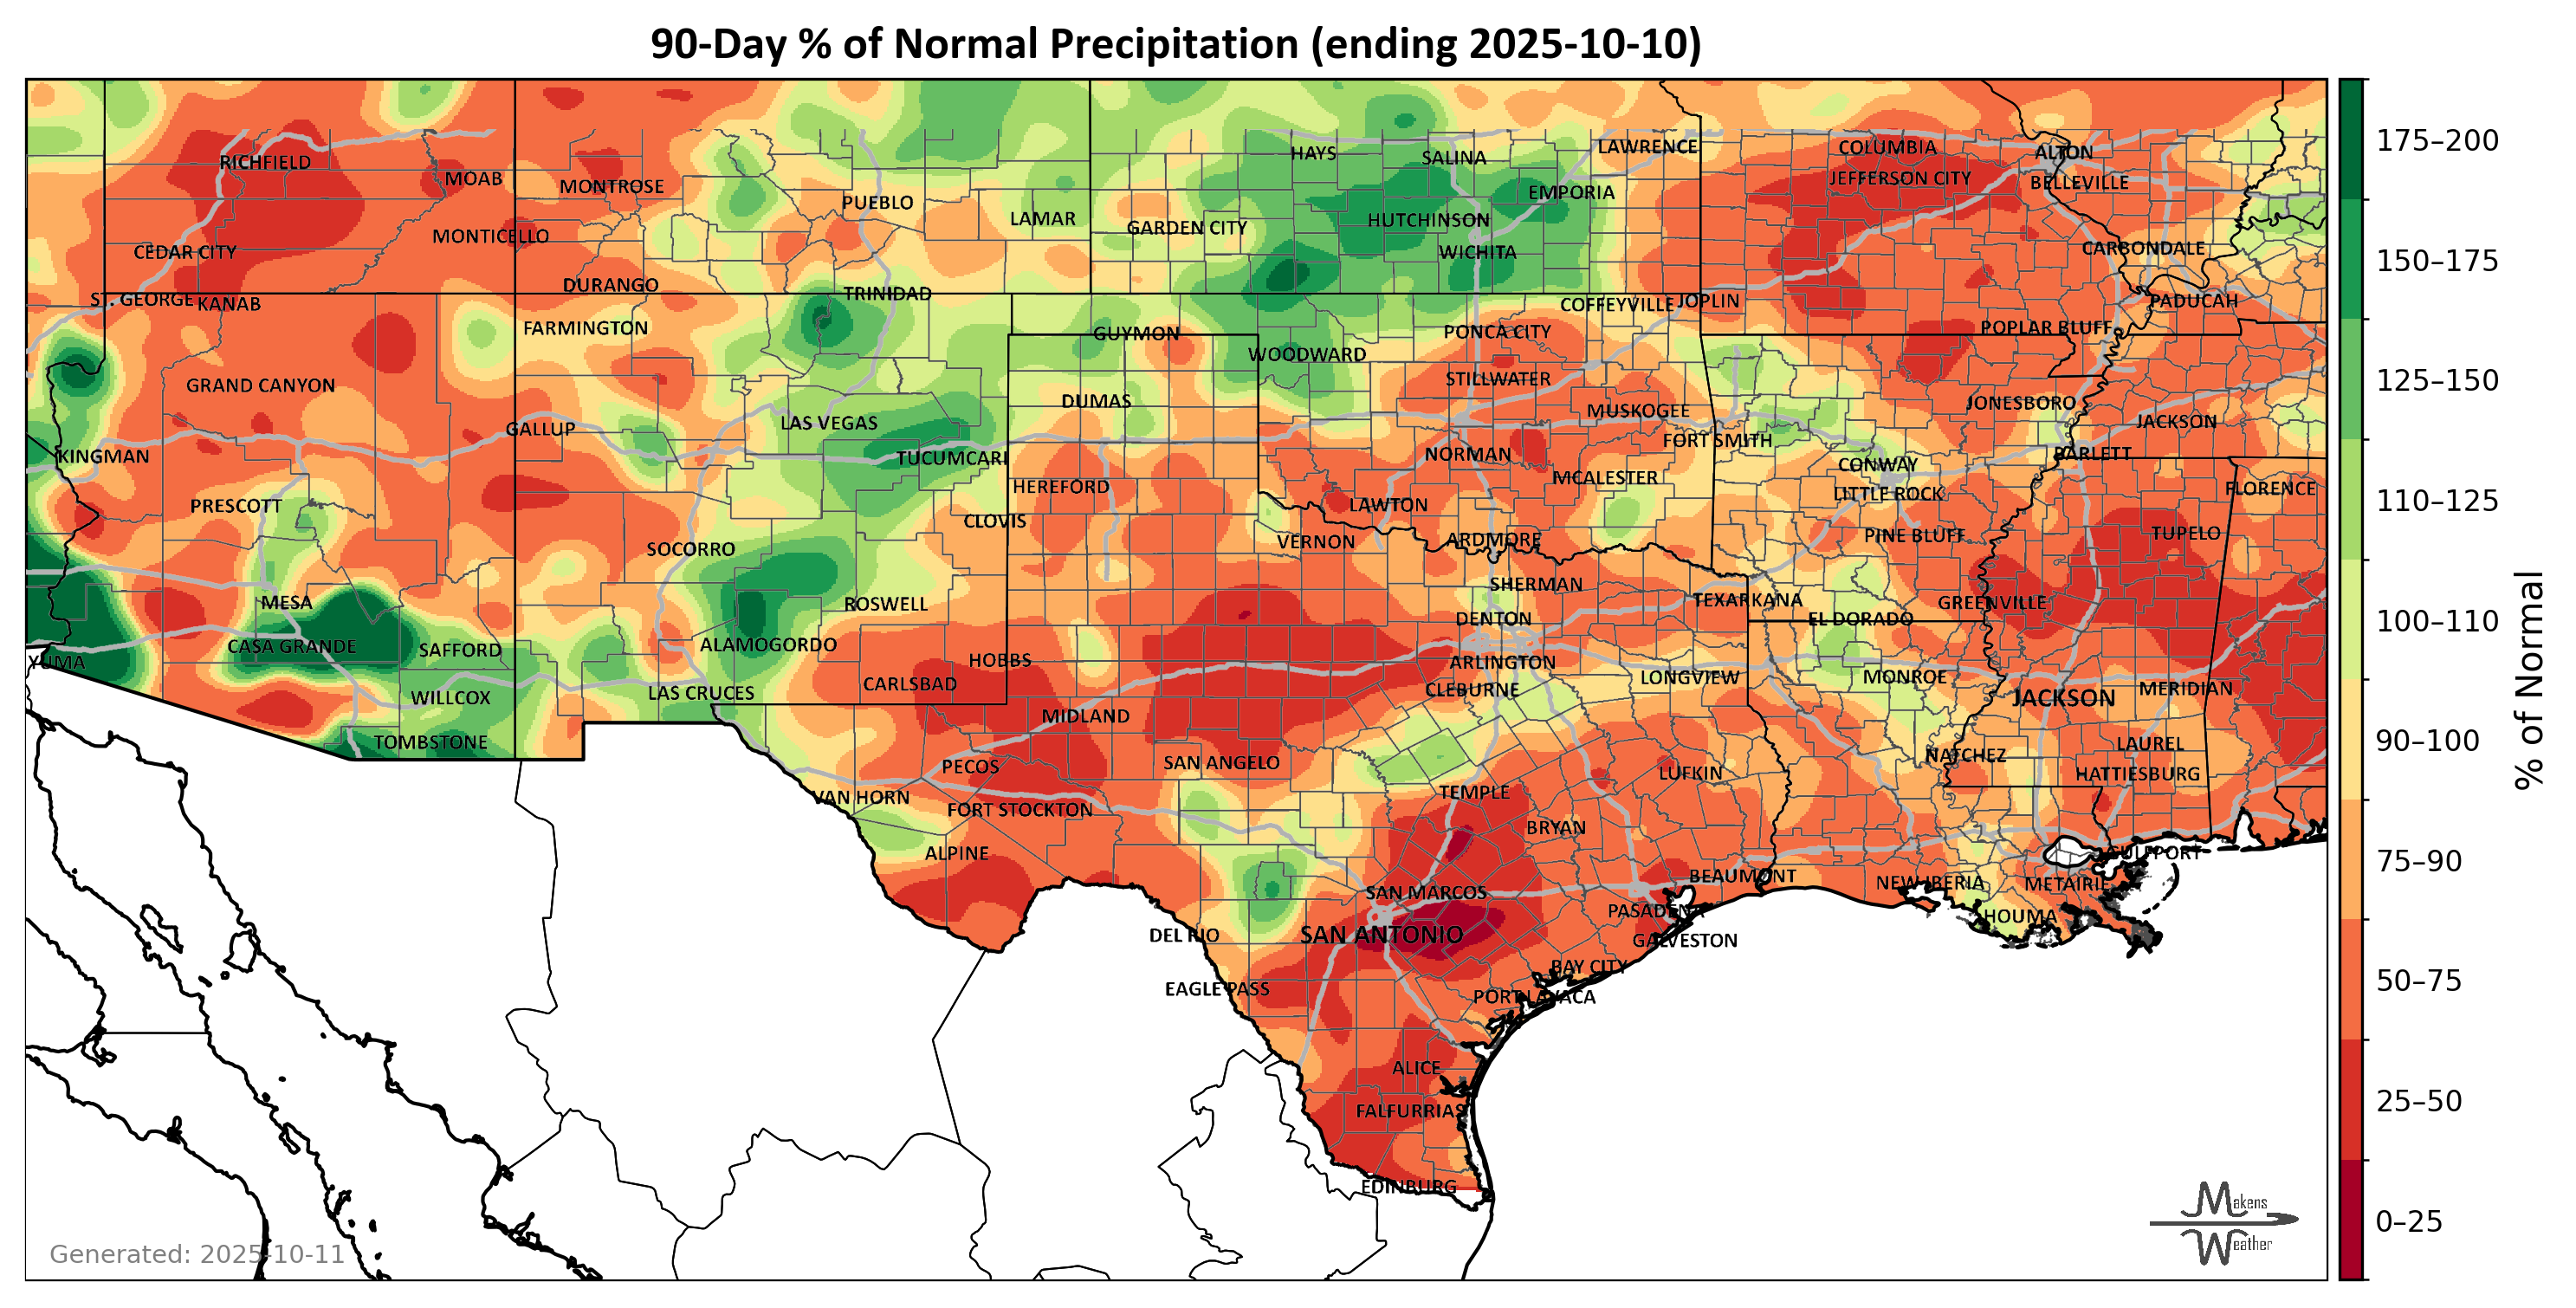 90-Day % of Normal Precipitation (ending 2025-10-10)
HAYS
SALINA
LAWRENCE
COLUMBIA
ALTON
RICHFIELD
MOAB
MONTROSE
JEFFERSON CITY
BELLEVILLE
PUEBLO
EMPORIA
LAMAR
GARDEN CITY
HUTCHINSON
MONTICELLO
CEDAR CITY
WICHITA
CARBONDALE
DURANGO
TRINIDAD
ST. GEORGE
KANAB
COFFEYVILLE
JOPLIN
PADUCAH
FARMINGTON
GUYMON
PONCA CITY
POPLAR BLUFF
WOODWARD
GRAND CANYON
STILLWATER
DUMAS
MUSKOGEE
JONESBORO
LAS VEGAS
JACKSON
GALLUP
FORT SMITH
KINGMAN
TUCUMCARI
NORMAN
BARLETT
CONWAY
MCALESTER
HEREFORD
LITTLE ROCK
FLORENCE
PRESCOTT
LAWTON
CLOVIS
PINE BLUFF
TUPELO
SOCORRO
VERNON
ARDMORE
SHERMAN
MESA
ROSWELL
TEXARKANA
GREENVILLE
DENTON
EL DORADO
CASA GRANDE
SAFFORD
ALAMOGORDO
YUMA
HOBBS
ARLINGTON
CARLSBAD
CLEBURNE
LONGVIEW
MONROE
MERIDIAN
WILLCOX
LAS CRUCES
JACKSON
MIDLAND
TOMBSTONE
LAUREL
NATCHEZ
PECOS
SAN ANGELO
LUFKIN
HATTIESBURG
VAN HORN
FORT STOCKTON
TEMPLE
BRYAN
ALPINE
GULFPORT
BEAUMONT
SAN MARCOS
NEW IBERIA
METAIRIE
PASADENA
HOUMA
DEL RIO
SAN ANTONIO
GALVESTON
BAY CITY
EAGLE PASS
PORT LAVACA
ALICE
FALFURRIAS
EDINBURG
175–200
150–175
125–150
110–125
100–110
90–100
75–90
50–75
25–50
0–25
% of Normal
Generated: 2025-10-11
Makens
Weather